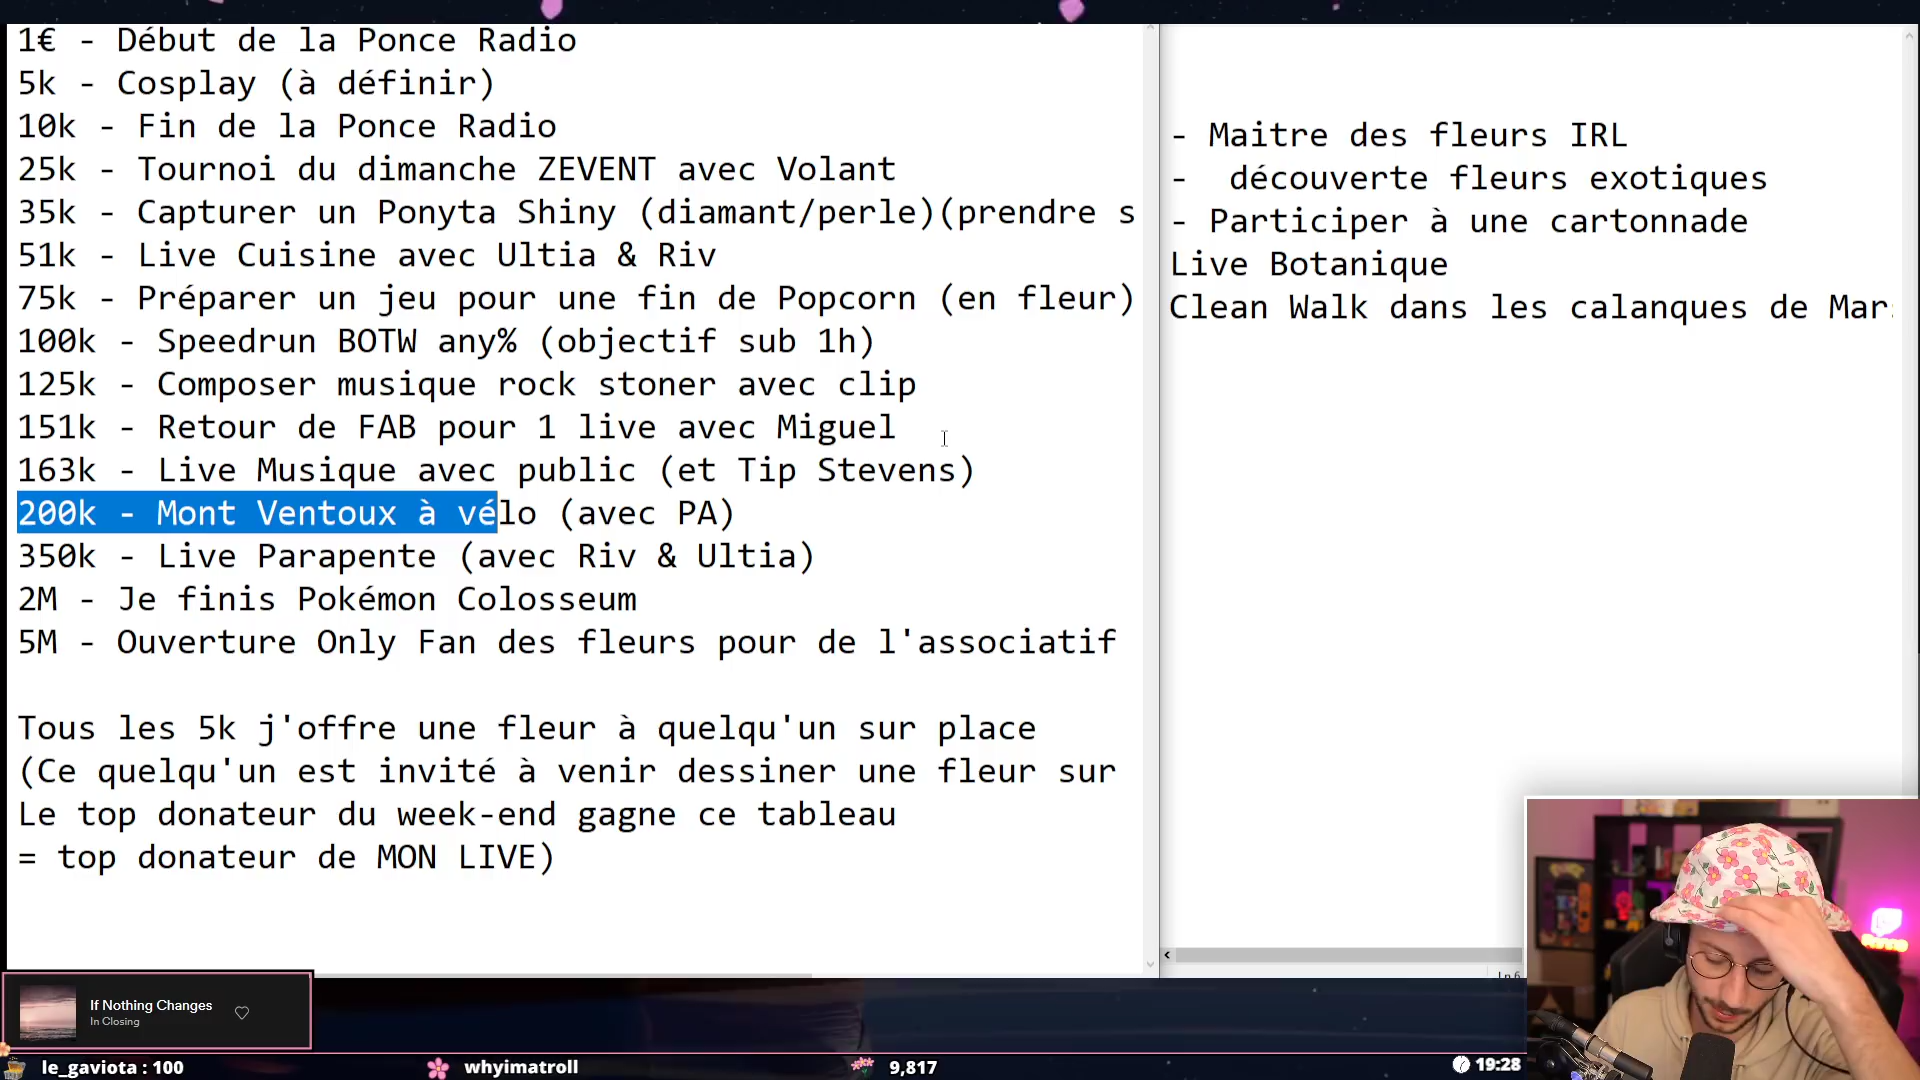 1€ - Début de la Ponce Radio
5k - Cosplay (à définir)
10k - Fin de la Ponce Radio
25k - Tournoi du dimanche ZEVENT avec Volant
35k - Capturer un Ponyta Shiny (diamant/perle)(prendre s
51k - Live Cuisine avec Ultia & Riv
75k - Préparer un jeu pour une fin de Popcorn (en fleur)
100k - Speedrun BOTW any% (objectif sub 1h)
125k - Composer musique rock stoner avec clip
151k - Retour de FAB pour 1 live avec Miguel
163k - Live Musique avec public (et Tip Stevens)
200k - Mont Ventoux à vélo (avec PA)
350k - Live Parapente (avec Riv & Ultia)
2M - Je finis Pokémon Colosseum
5M - Ouverture Only Fan des fleurs pour de l'associatif
Tous les 5k j'offre une fleur à quelqu'un sur place
(Ce quelqu'un est invité à venir dessiner une fleur sur
Le top donateur du week-end gagne ce tableau
= top donateur de MON LIVE)
- Maitre des fleurs IRL
- découverte fleurs exotiques
- Participer à une cartonnade
Live Botanique
Clean Walk dans les calanques de Mar
If Nothing Changes
In Closing
le_gaviota : 100
whyimatroll
9,817
19:28